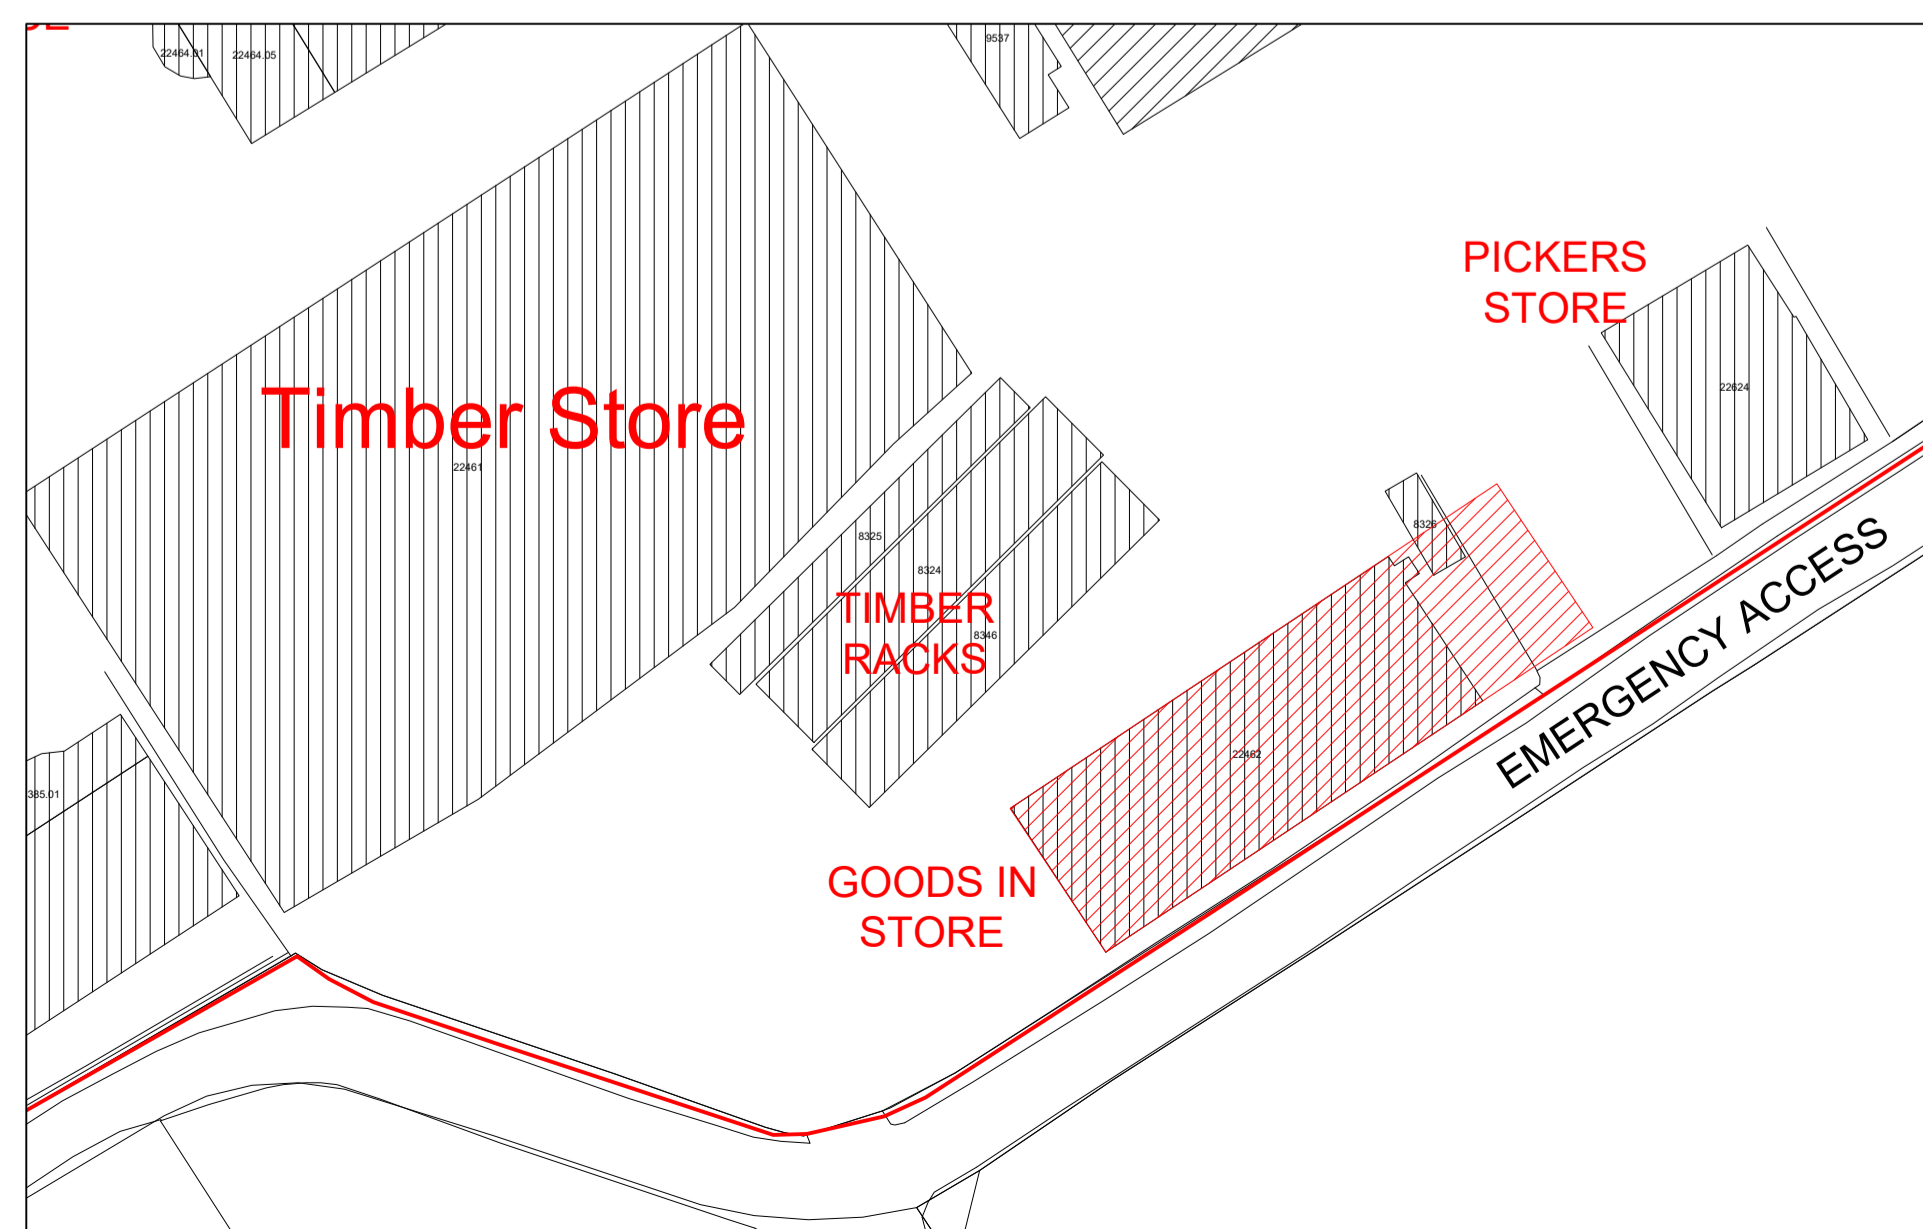 22464.01
22464.05
9537
PICKERS
STORE
22624
Timber Store
22461
8325
8324
8326
TIMBER
RACKS
8346
22462
EMERGENCY ACCESS
385.01
GOODS IN
STORE